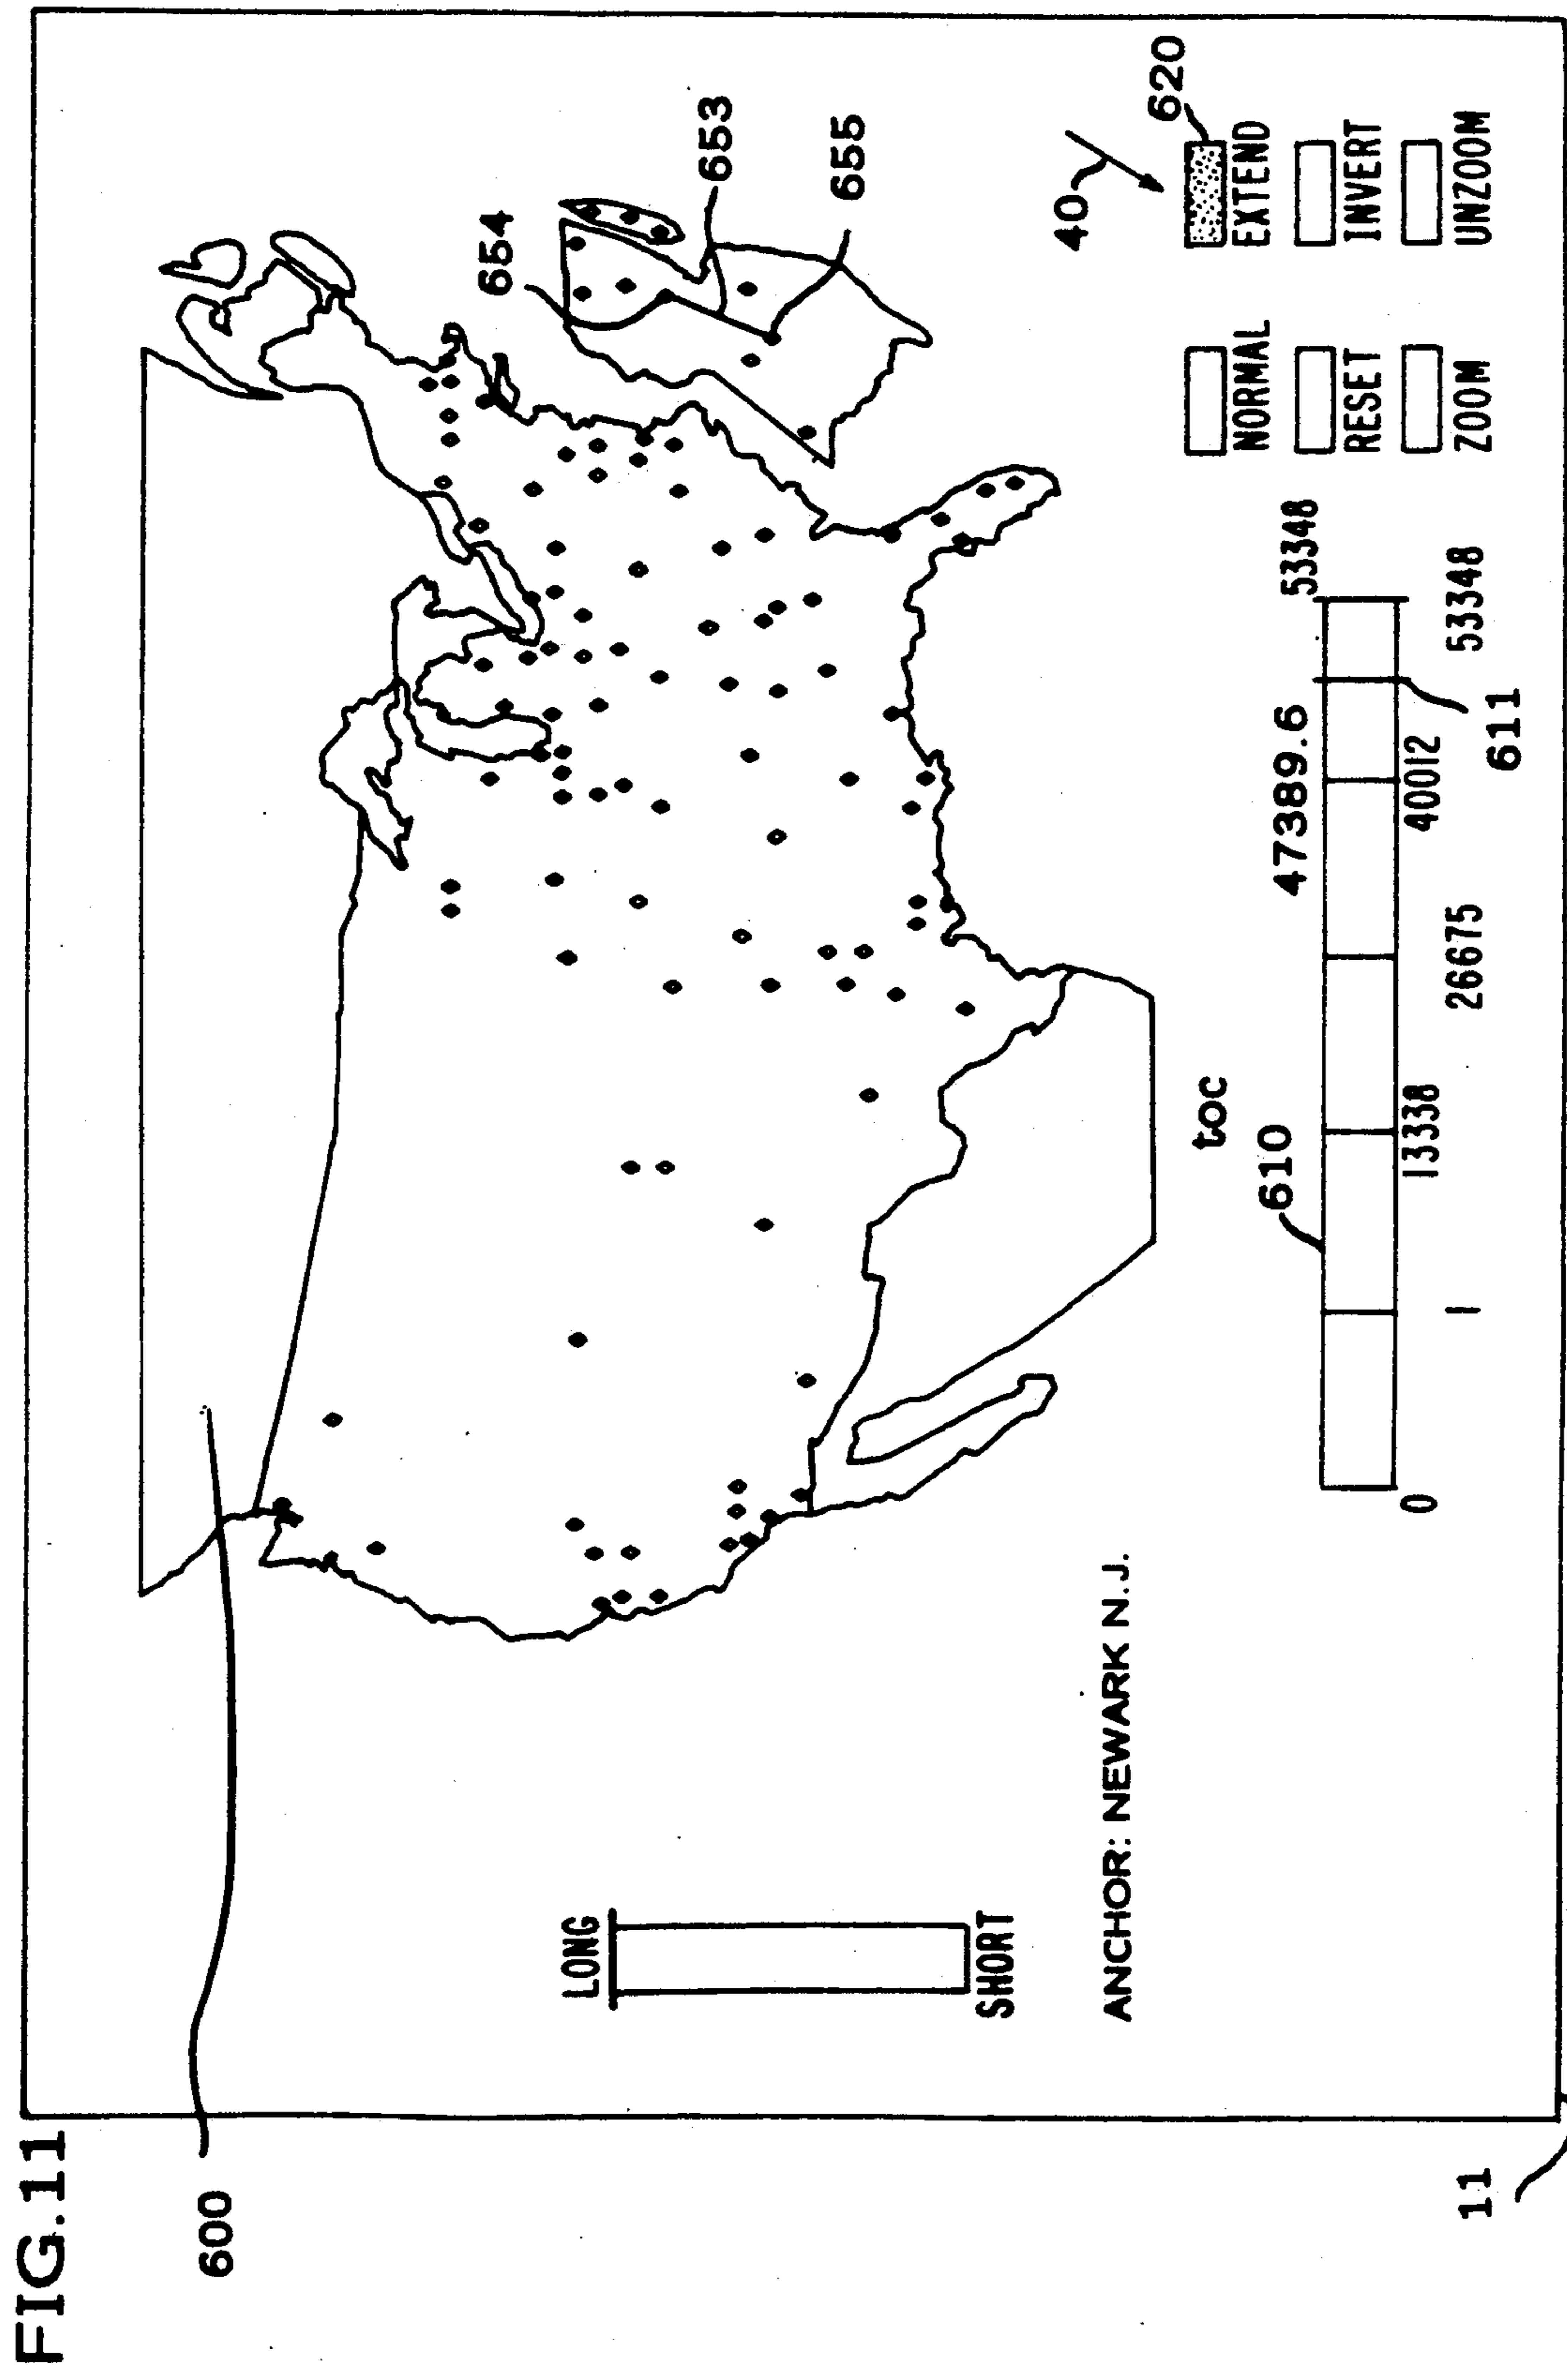 FIG.11
600
654
653
655
LONG
SHORT
ANCHOR: NEWARK N.J.
40
620
NORMAL
EXTEND
RESET
INVERT
ZOOM
UNZOOM
toc
610
47389.6
53348
0
13338
40012
1
26675
53348
611
11